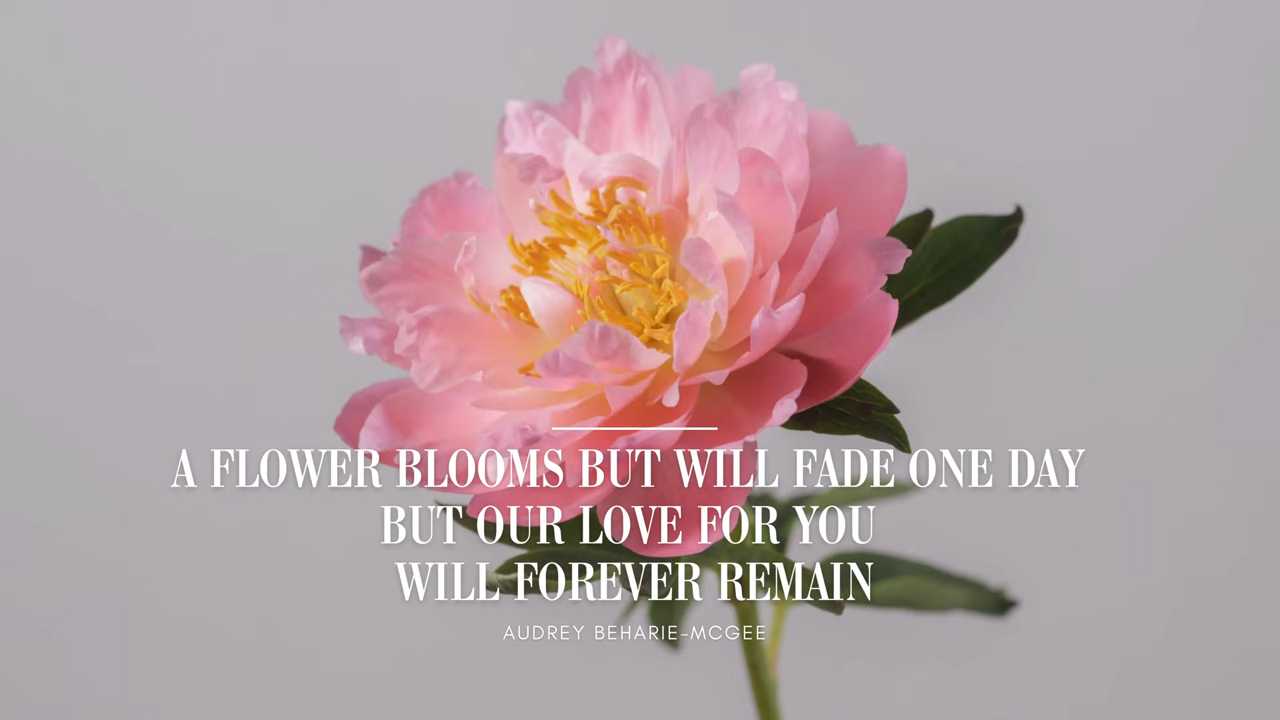 A FLOWER BLOOMS BUT WILL FADE ONE DAY
BUT OUR LOVE FOR YOU
WILL FOREVER REMAIN
AUDREY BEHARIE-MCGEE